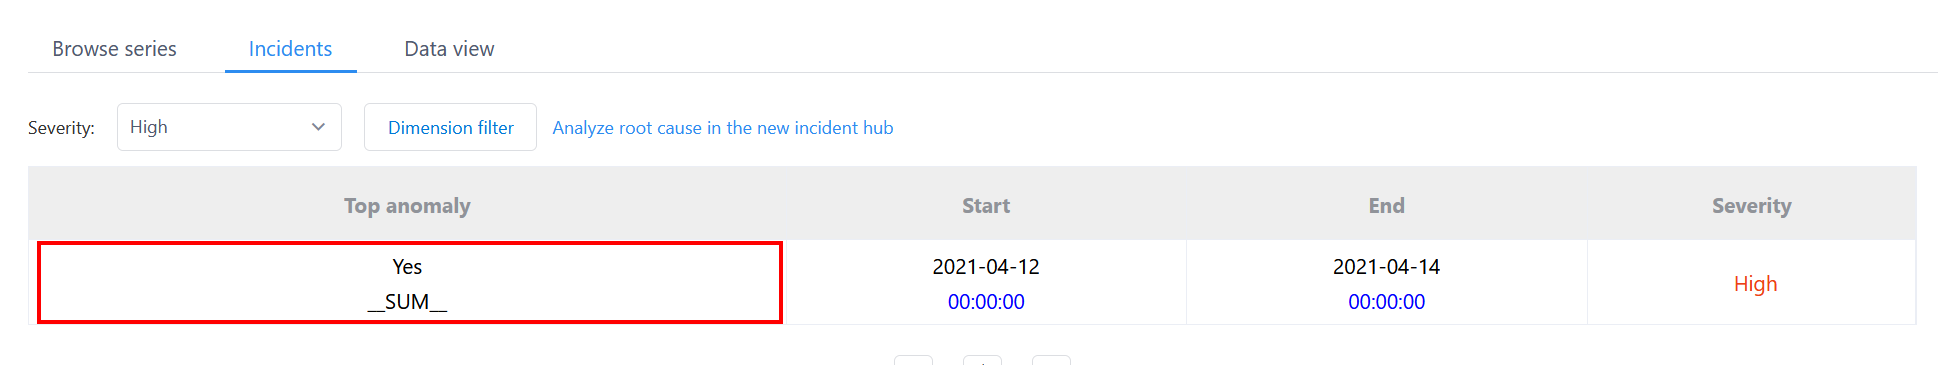 Browse series Incidents Data view
Severity: High Dimension filter Analyze root cause in the new incident hub
Top anomaly Start End Severity
Yes 2021-04-12 2021-04-14 High
__SUM__ 00:00:00 00:00:00